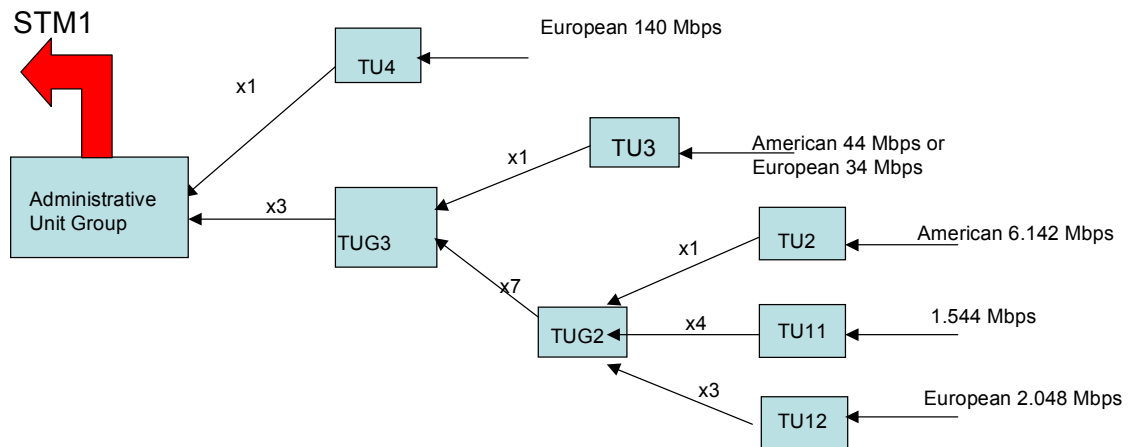 STM1
European 140 Mbps
TU4
x1
TU3
American 44 Mbps or
European 34 Mbps
x1
Administrative
Unit Group
x3
TUG3
TU2
American 6.142 Mbps
x1
x7
TUG2
x4
TU11
1.544 Mbps
x3
TU12
European 2.048 Mbps